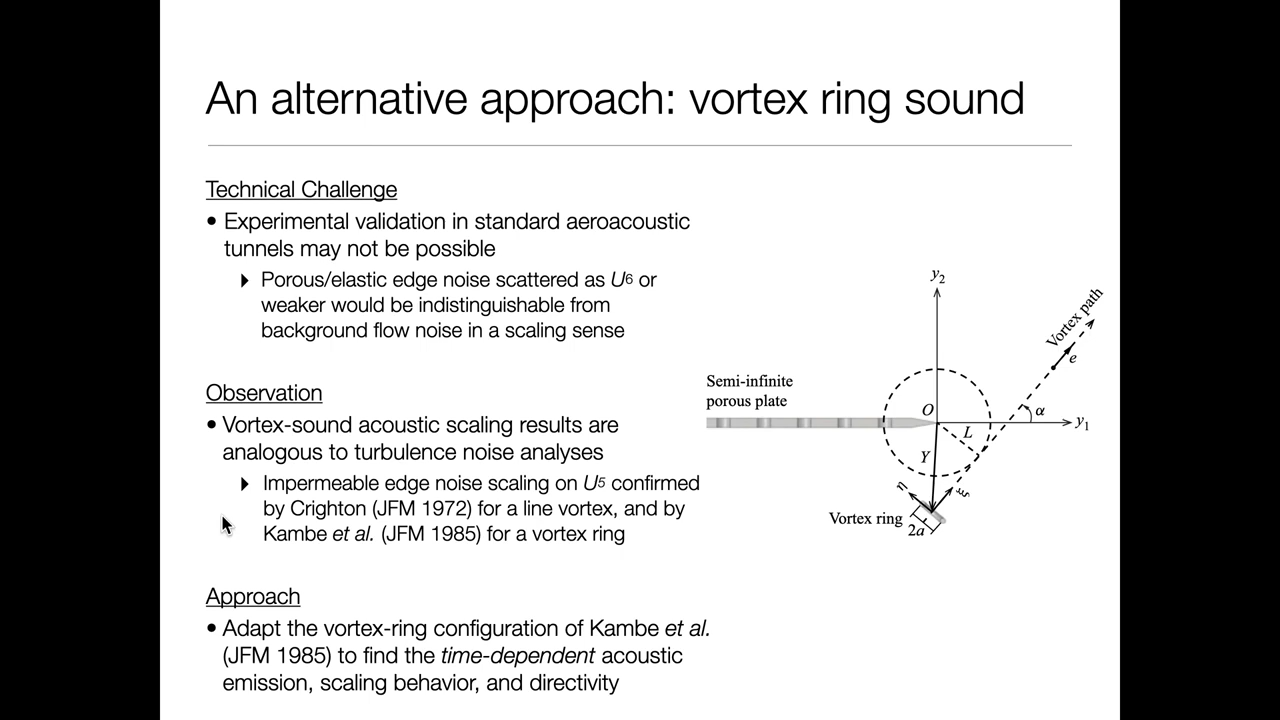 An alternative approach: vortex ring sound
Technical Challenge
• Experimental validation in standard aeroacoustic
tunnels may not be possible
Porous/elastic edge noise scattered as U6 or
weaker would be indistinguishable from
background flow noise in a scaling sense
Observation
• Vortex-sound acoustic scaling results are
analogous to turbulence noise analyses
Impermeable edge noise scaling on U5 confirmed
by Crighton (JFM 1972) for a line vortex, and by
Kambe et al. (JFM 1985) for a vortex ring
Approach
• Adapt the vortex-ring configuration of Kambe et al.
(JFM 1985) to find the time-dependent acoustic
emission, scaling behavior, and directivity
y2
Vortex path
e
Semi-infinite
porous plate
O
α
y1
L
Y
η
ξ
Vortex ring
2a